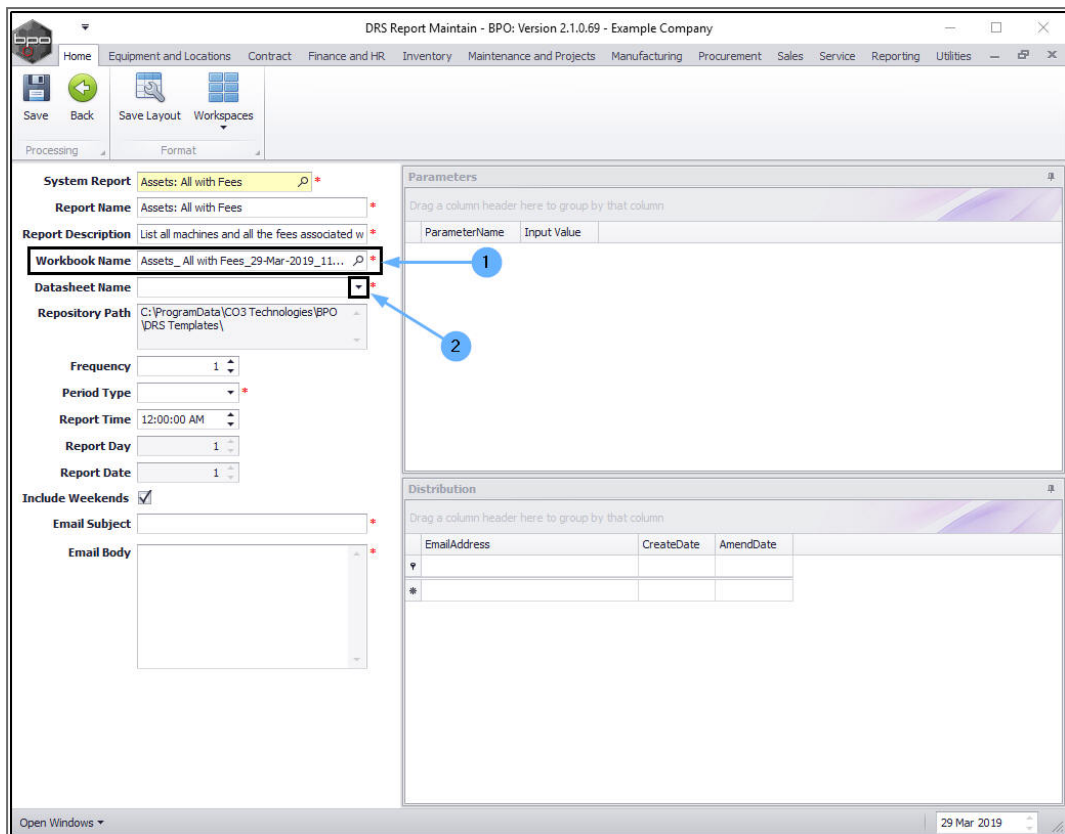 DRS Report Maintain - BPO: Version 2.1.0.69 - Example Company
bpo
Home Equipment and Locations Contract Finance and HR Inventory Maintenance and Projects Manufacturing Procurement Sales Service Reporting Utilities
Save Back Save Layout Workspaces
Processing Format
System Report Assets: All with Fees *
Report Name Assets: All with Fees *
Report Description List all machines and all the fees associated w *
Workbook Name Assets_ All with Fees_29-Mar-2019_11... *
1
Datasheet Name *
2
Repository Path C:\ProgramData\CO3 Technologies\BPO
\DRS Templates\
Frequency 1
Period Type *
Report Time 12:00:00 AM
Report Day 1
Report Date 1
Include Weekends
Email Subject *
Email Body *
Parameters
Drag a column header here to group by that column
ParameterName Input Value
Distribution
Drag a column header here to group by that column
EmailAddress CreateDate AmendDate
Open Windows 29 Mar 2019